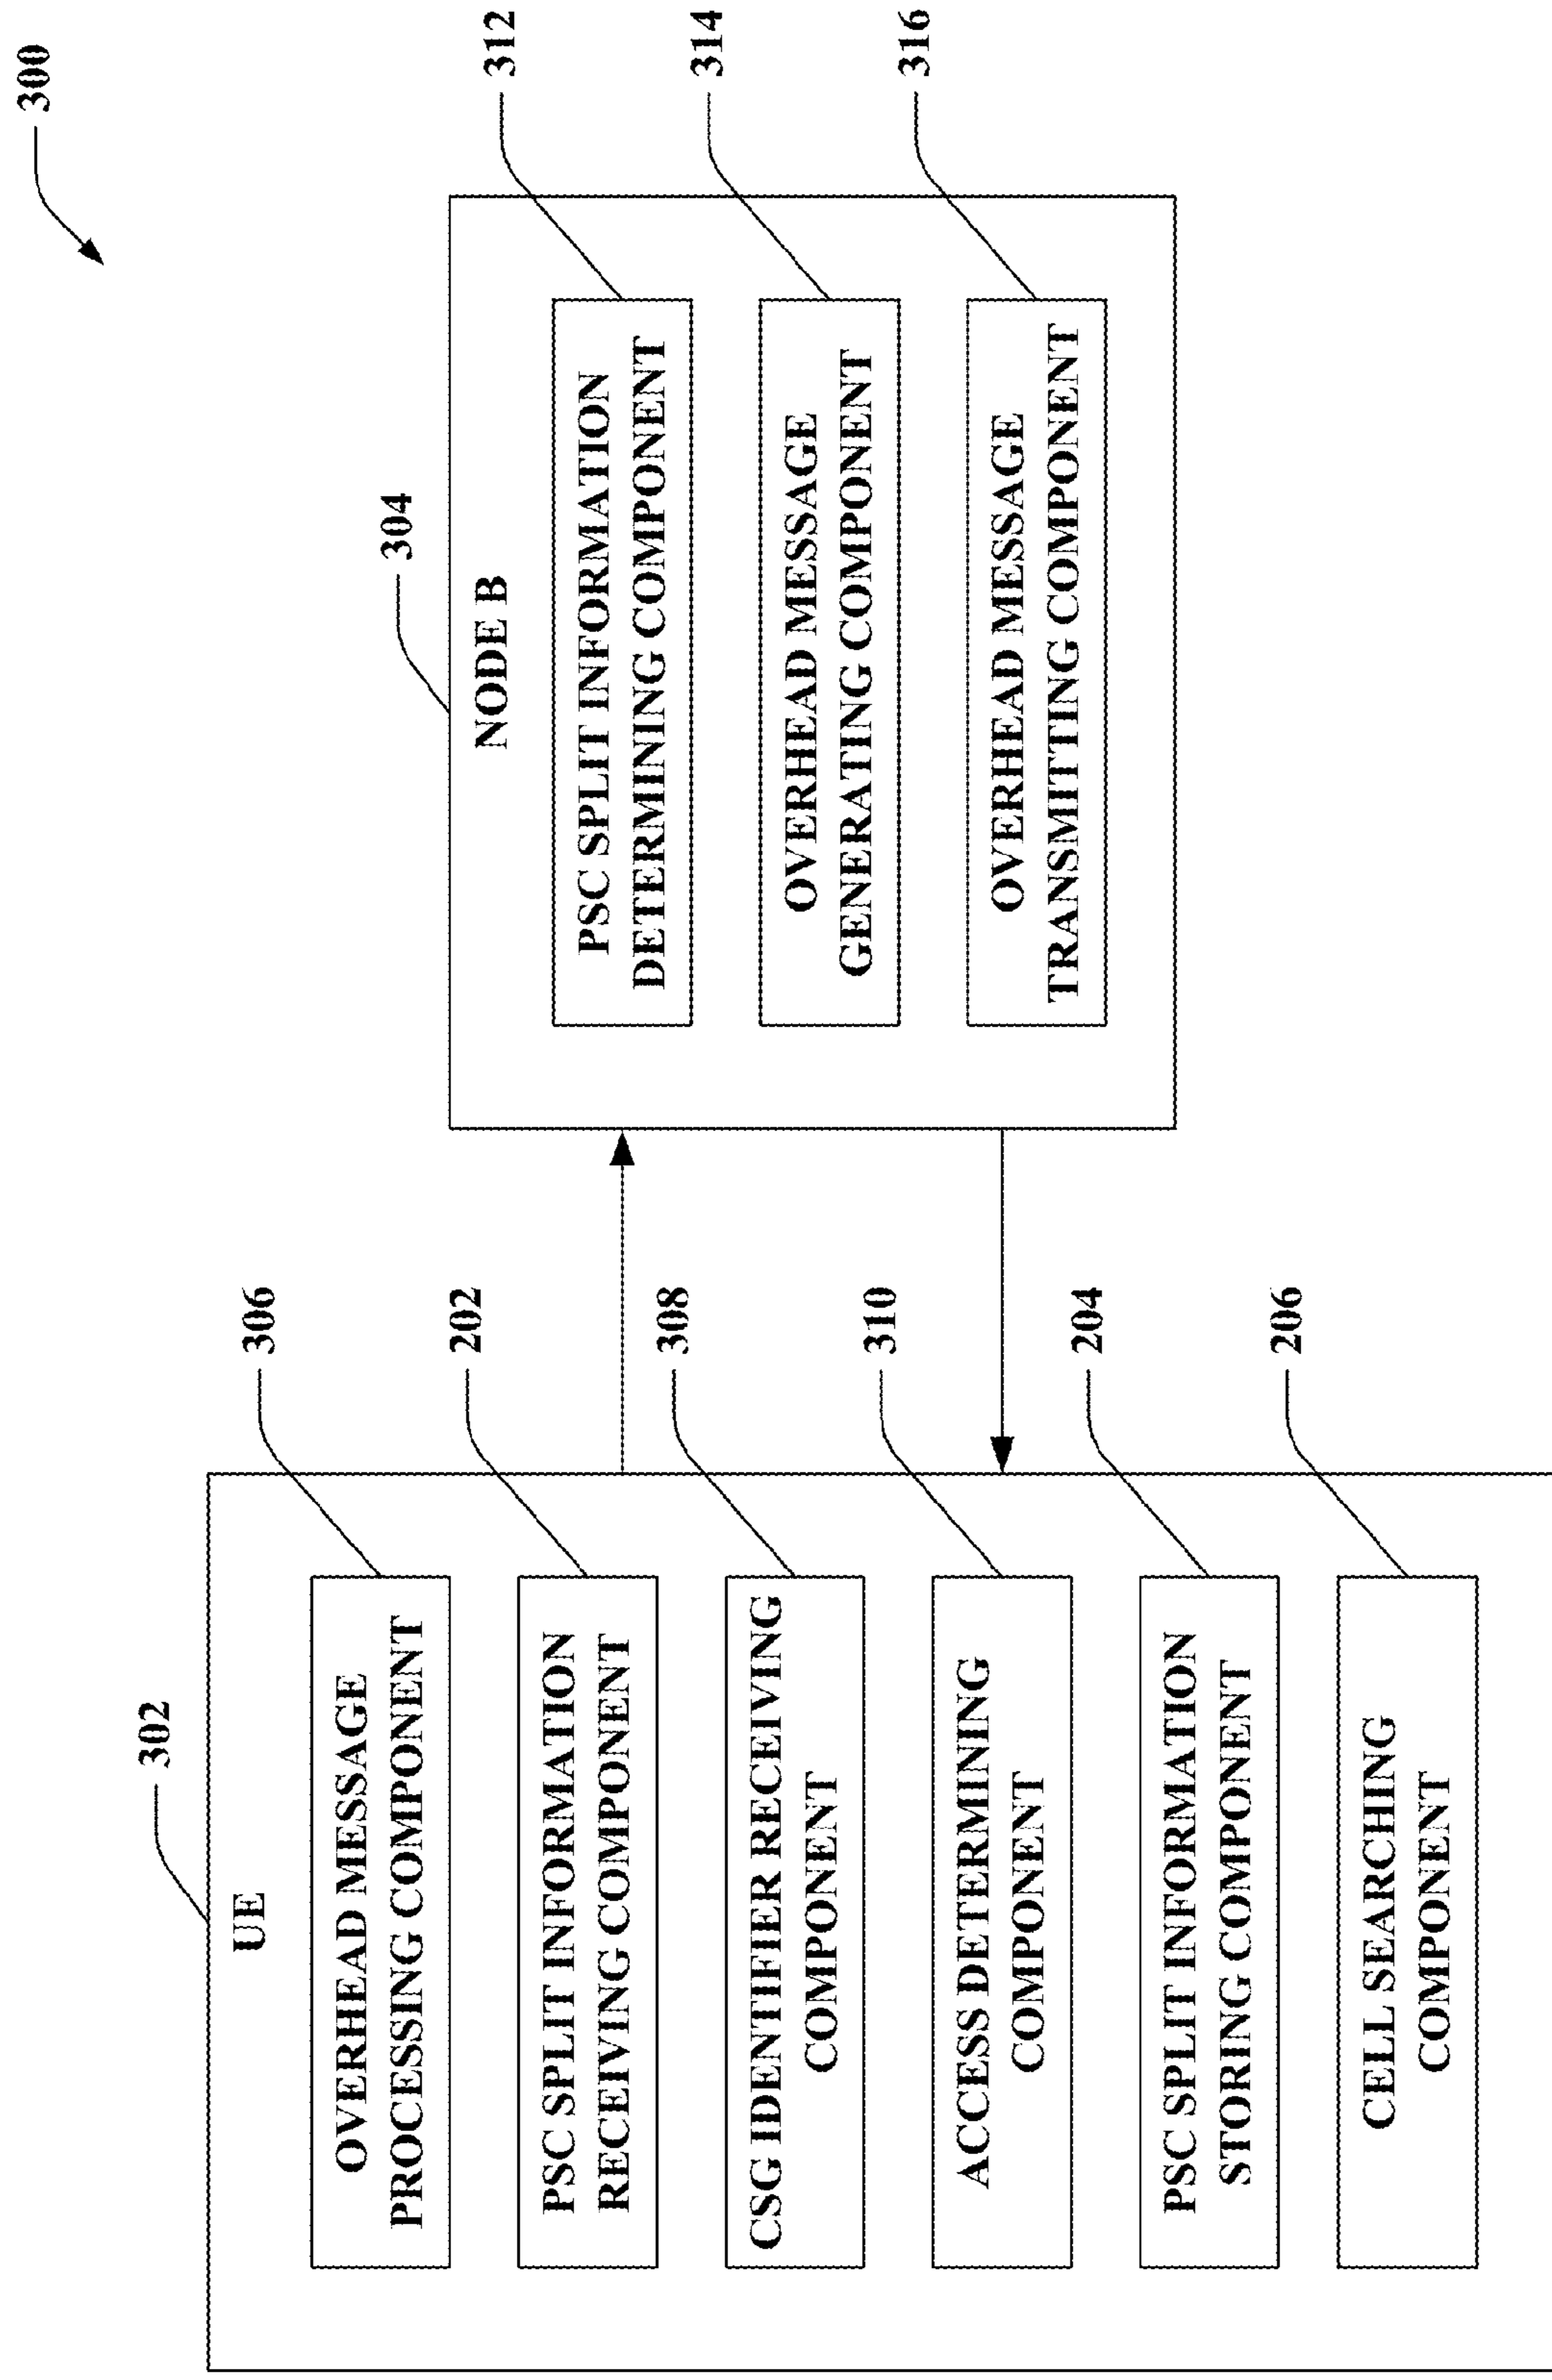 300
302
UE
OVERHEAD MESSAGE
PROCESSING COMPONENT
306
PSC SPLIT INFORMATION
RECEIVING COMPONENT
202
CSG IDENTIFIER RECEIVING
COMPONENT
308
ACCESS DETERMINING
COMPONENT
310
PSC SPLIT INFORMATION
STORING COMPONENT
204
CELL SEARCHING
COMPONENT
206
304
NODE B
PSC SPLIT INFORMATION
DETERMINING COMPONENT
312
OVERHEAD MESSAGE
GENERATING COMPONENT
314
OVERHEAD MESSAGE
TRANSMITTING COMPONENT
316